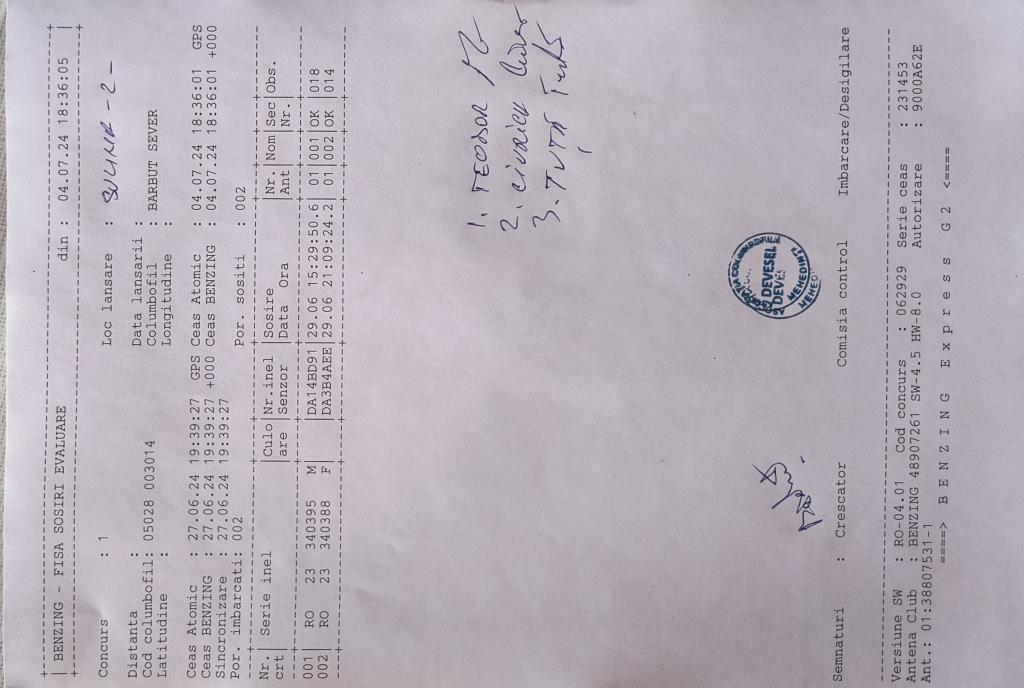 BENZING - FISA SOSIRI EVALUARE din : 04.07.24 18:36:05
Concurs : 1 Loc lansare : SULINA - 2 -
Distanta : Data lansarii :
Cod columbofil: 05028 003014 Columbofil : BARBUT SEVER
Latitudine : Longitudine :
Ceas Atomic : 27.06.24 19:39:27 GPS Ceas Atomic : 04.07.24 18:36:01 GPS
Ceas BENZING : 27.06.24 19:39:27 +000 Ceas BENZING : 04.07.24 18:36:01 +000
Sincronizare : 27.06.24 19:39:27
Por. imbarcati: 002 Por. sositi : 002
Nr. | Serie inel |Culo|Nr.inel |Sosire |Nr.|Nom|Sec|Obs.
crt| |are |Senzor |Data Ora |Ant| |Nr.|
001| RO 23 340395 M| |DA14BD91|29.06 15:29:50.6| 01|001|OK |018
002| RO 23 340388 F| |DA3B4AEE|29.06 21:09:24.2| 01|002|OK |014
1. TEODOR
2.
3. TUTA
ASOCIATIA COLUMBOFILA
DEVESEL
MEHEDINTI
Semnaturi : Crescator Comisia control Imbarcare/Desigilare
Versiune SW : RO-04.01 Cod concurs : 062929 Serie ceas : 231453
Antena Club : BENZING 48907261 SW-4.5 HW-8.0 Autorizare : 9000A62E
Ant.: 01:38807531-1
====> B E N Z I N G E x p r e s s G 2 <====